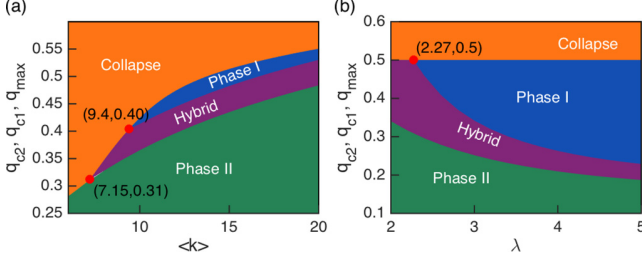 (a)
q_c2, q_c1, q_max
0.55
0.5
0.45
0.4
0.35
0.3
0.25
Collapse
Phase I
(9.4,0.40)
Hybrid
Phase II
(7.15,0.31)
10
15
20
<k>
(b)
q_c2, q_c1, q_max
0.6
0.5
0.4
0.3
0.2
0.1
Collapse
(2.27,0.5)
Phase I
Hybrid
Phase II
2
3
4
5
λ